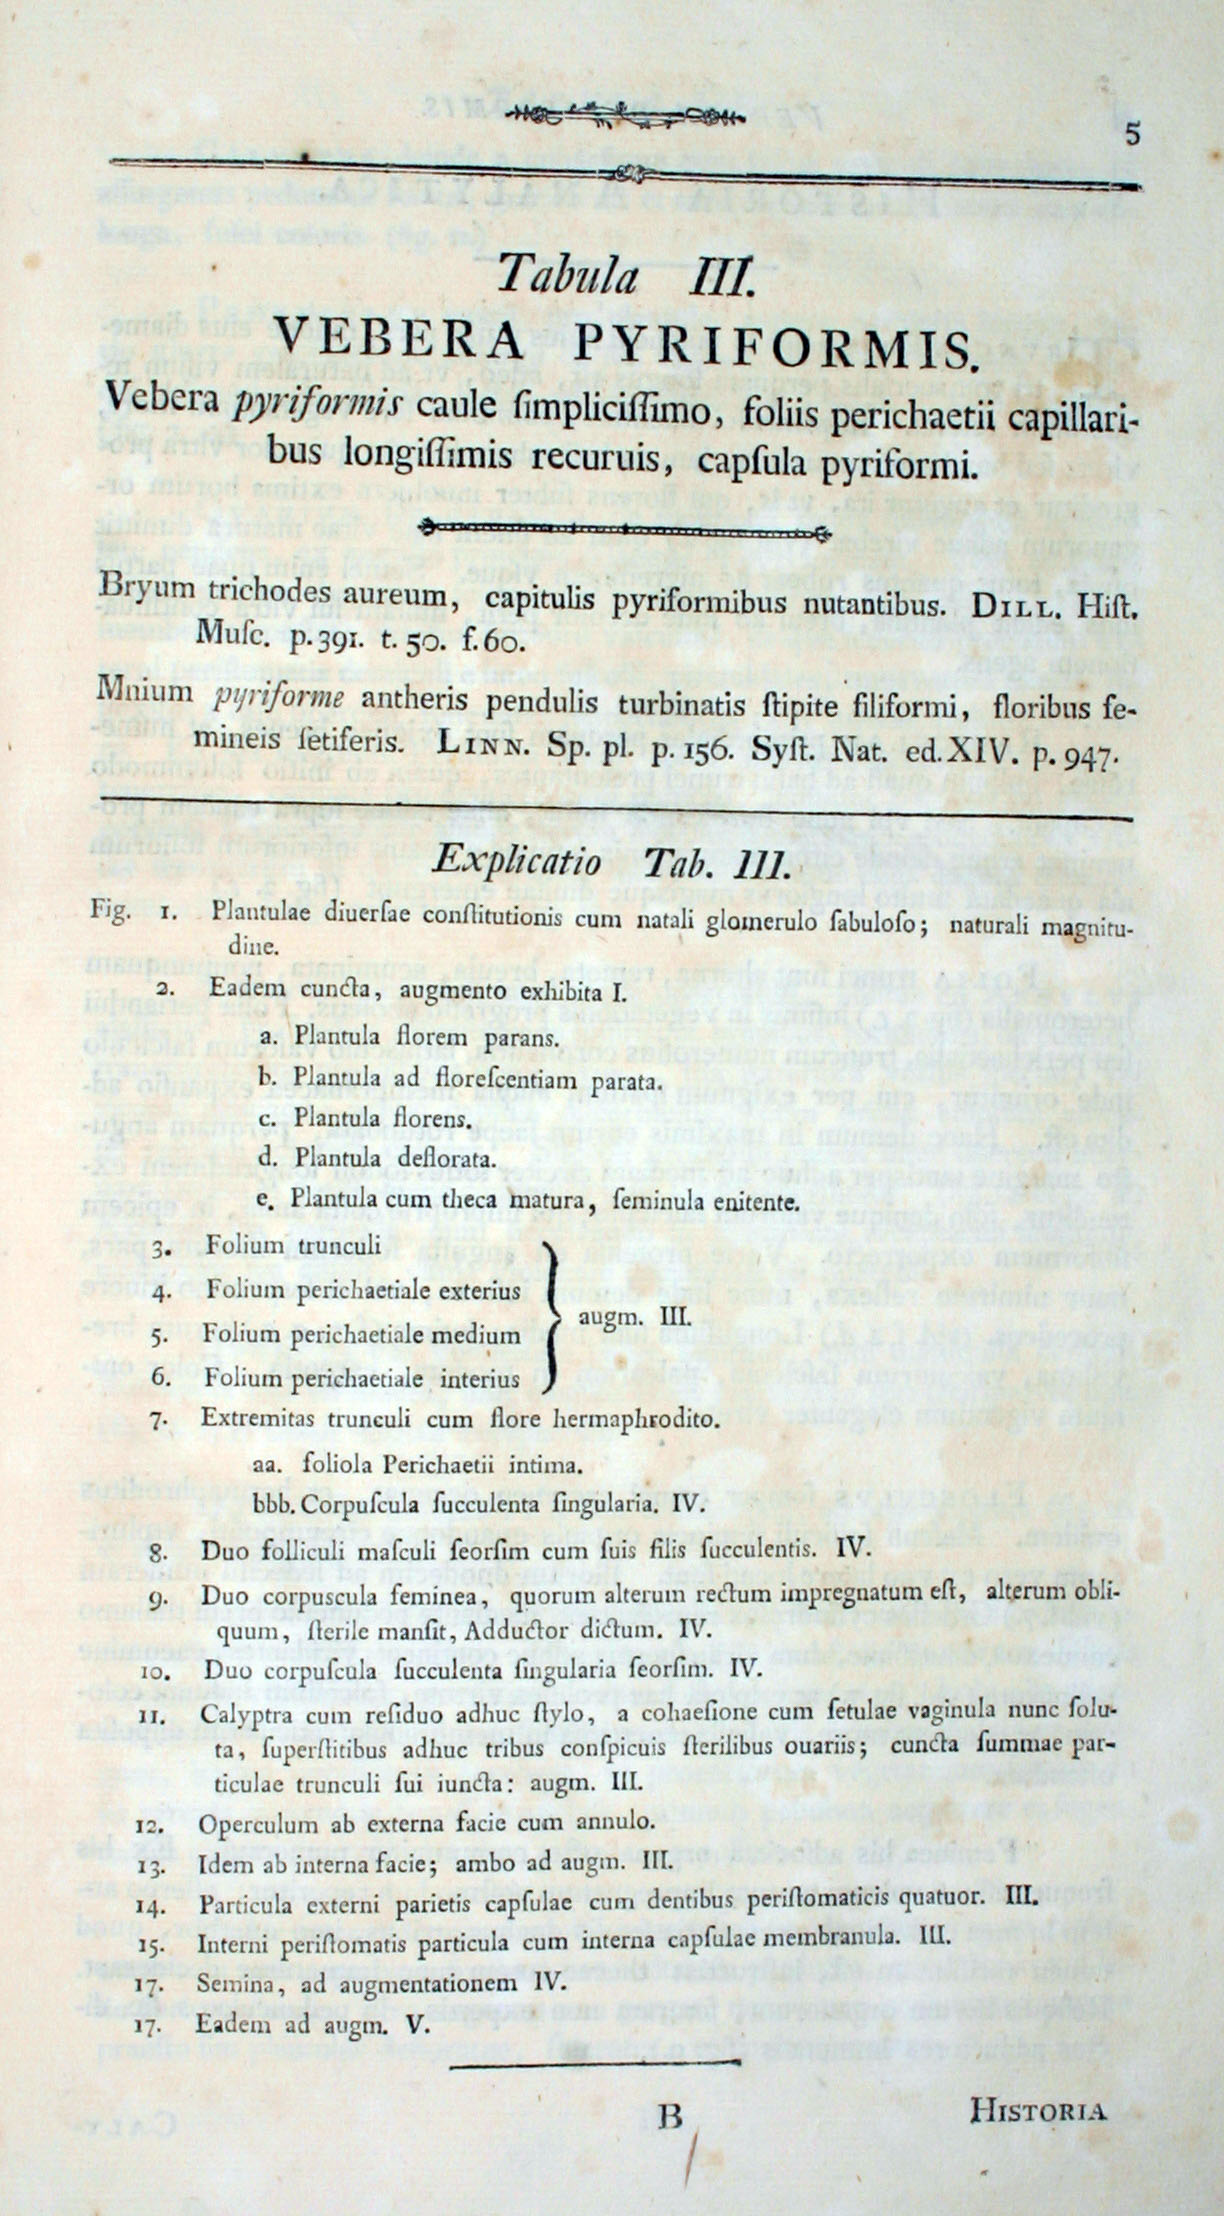 5
Tabula III.
VEBERA PYRIFORMIS.
Vebera pyriformis caule ſimpliciſſimo, foliis perichaetii capillari-
bus longiſſimis recuruis, capſula pyriformi.
Bryum trichodes aureum, capitulis pyriformibus nutantibus. DILL. Hiſt.
Muſc. p. 391. t. 50. f. 60.
Mnium pyriforme antheris pendulis turbinatis ſtipite filiformi, floribus fe-
mineis ſetiferis. LINN. Sp. pl. p. 156. Syſt. Nat. ed. XIV. p. 947.
Explicatio Tab. III.
Fig. 1. Plantulae diuerſae conſtitutionis cum natali glomerulo ſabuloſo; naturali magnitu-
dine.
2. Eadem cuncta, augmento exhibita I.
a. Plantula florem parans.
b. Plantula ad floreſcentiam parata.
c. Plantula florens.
d. Plantula deflorata.
e. Plantula cum theca matura, ſeminula enitente.
3. Folium trunculi
4. Folium perichaetiale exterius
5. Folium perichaetiale medium
6. Folium perichaetiale interius
augm. III.
7. Extremitas trunculi cum flore hermaphrodito.
aa. foliola Perichaetii intima.
bbb. Corpuſcula ſucculenta ſingularia. IV.
8. Duo folliculi maſculi ſeorſim cum ſuis filis ſucculentis. IV.
9. Duo corpuscula feminea, quorum alterum rectum impregnatum eſt, alterum obli-
quum, ſterile manſit, Adductor dictum. IV.
10. Duo corpuſcula ſucculenta ſingularia ſeorſim. IV.
11. Calyptra cum reſiduo adhuc ſtylo, a cohaeſione cum ſetulae vaginula nunc ſolu-
ta, ſuperſtitibus adhuc tribus conſpicuis ſterilibus ouariis; cuncta ſummae par-
ticulae trunculi ſui iuncta: augm. III.
12. Operculum ab externa facie cum annulo.
13. Idem ab interna facie; ambo ad augm. III.
14. Particula externi parietis capſulae cum dentibus periſtomaticis quatuor. III.
15. Interni periſtomatis particula cum interna capſulae membranula. III.
17. Semina, ad augmentationem IV.
17. Eadem ad augm. V.
B
HISTORIA